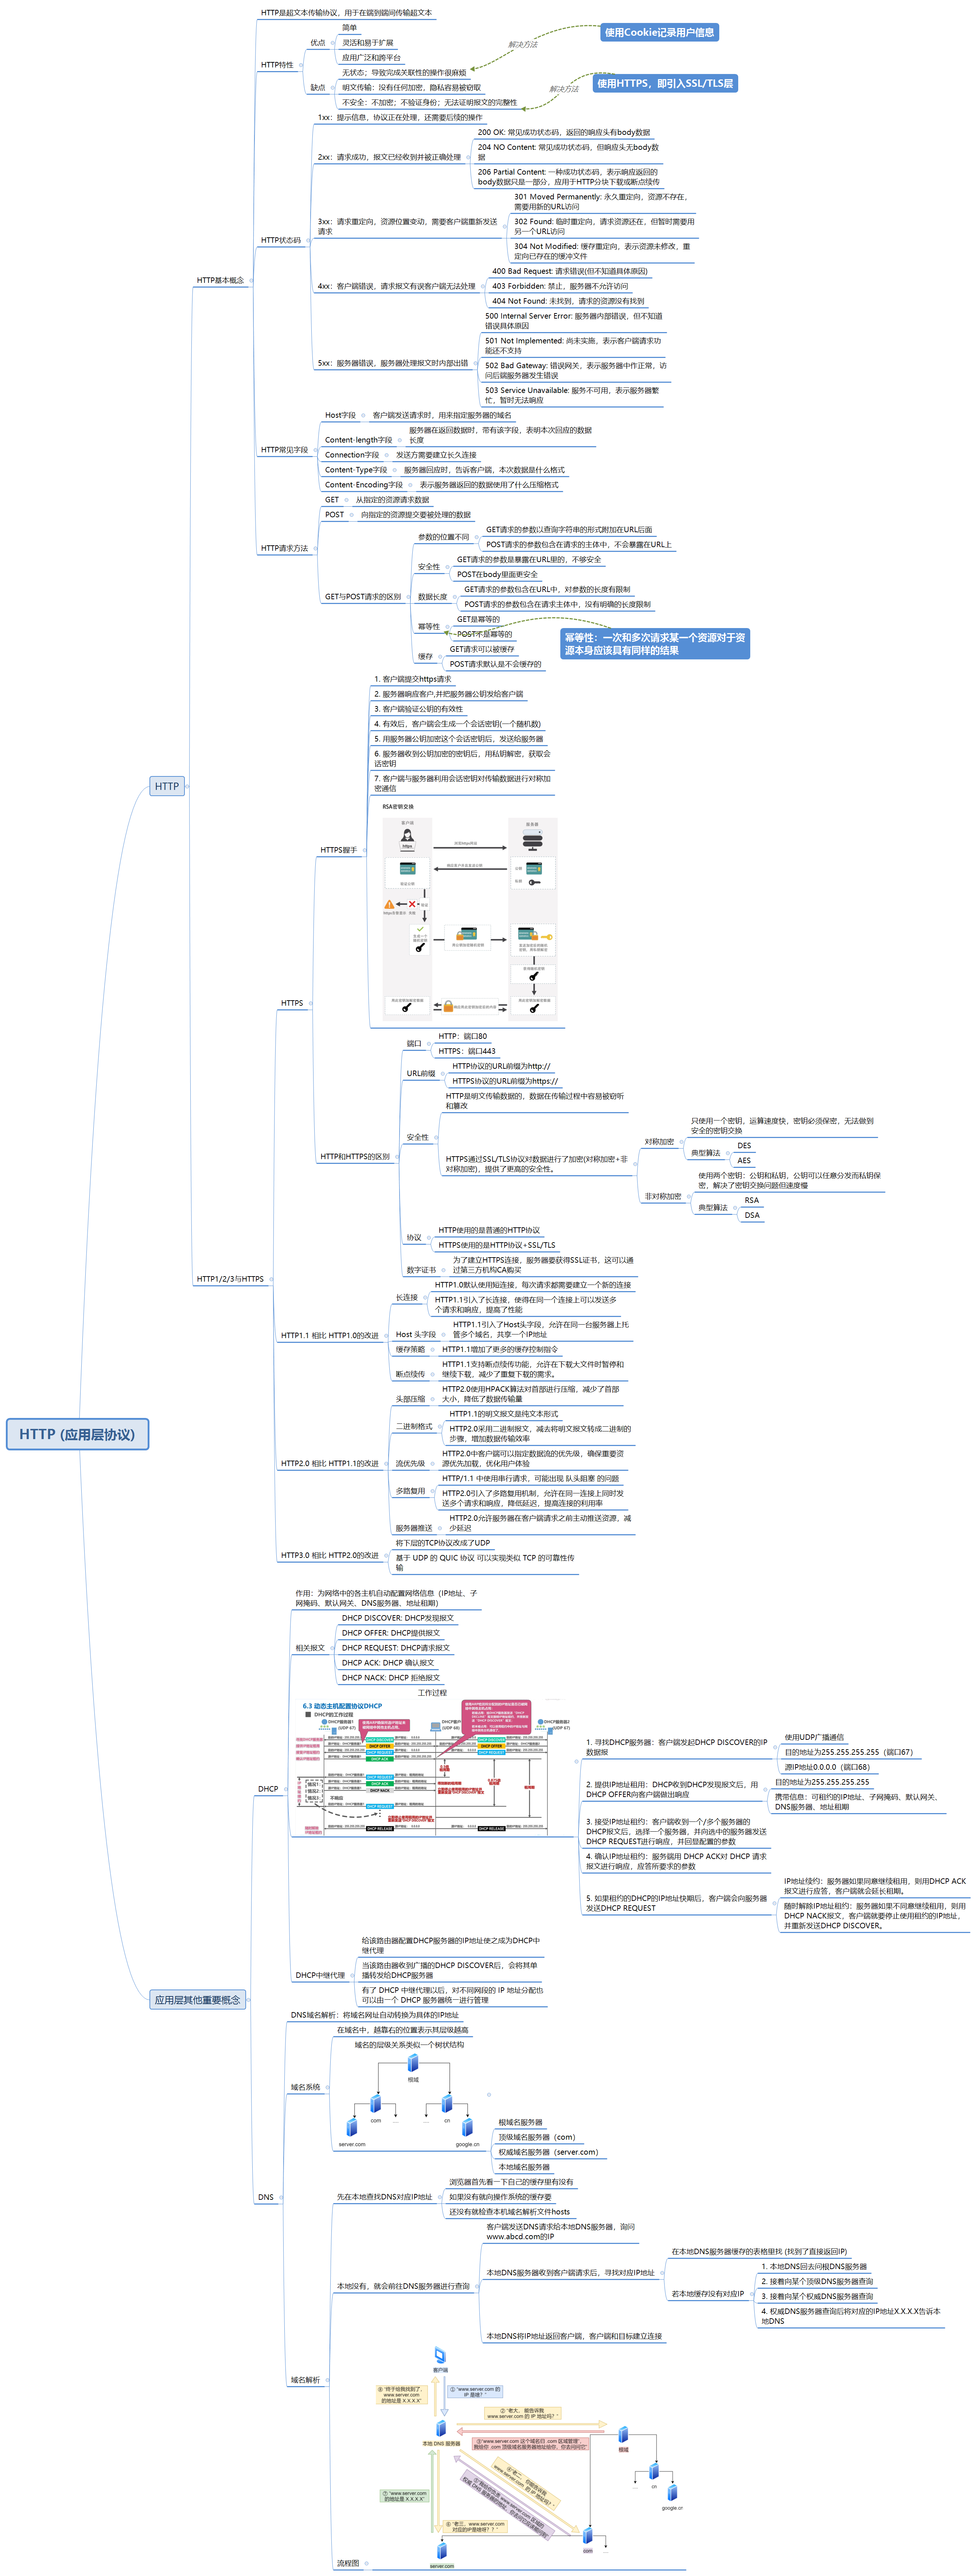 HTTP (应用层协议)
HTTP
HTTP基本概念
HTTP特性
HTTP是超文本传输协议，用于在端到端间传输超文本
优点
简单
灵活和易于扩展
应用广泛和跨平台
缺点
无状态；导致完成关联性的操作很麻烦
明文传输：没有任何加密，隐私容易被窃取
不安全：不加密；不验证身份；无法证明报文的完整性
解决方法
使用Cookie记录用户信息
解决方法
使用HTTPS，即引入SSL/TLS层
HTTP状态码
1xx：提示信息，协议正在处理，还需要后续的操作
2xx：请求成功，报文已经收到并被正确处理
200 OK: 常见成功状态码，返回的响应头有body数据
204 NO Content: 常见成功状态码，但响应头无body数
据
206 Partial Content: 一种成功状态码，表示响应返回的
body数据只是一部分，应用于HTTP分块下载或断点续传
3xx：请求重定向，资源位置变动，需要客户端重新发送
请求
301 Moved Permanently: 永久重定向，资源不存在，
需要用新的URL访问
302 Found: 临时重定向，请求资源还在，但暂时需要用
另一个URL访问
304 Not Modified: 缓存重定向，表示资源未修改，重
定向已存在的缓冲文件
4xx：客户端错误，请求报文有误客户端无法处理
400 Bad Request: 请求错误(但不知道具体原因)
403 Forbidden: 禁止，服务器不允许访问
404 Not Found: 未找到，请求的资源没有找到
5xx：服务器错误，服务器处理报文时内部出错
500 Internal Server Error: 服务器内部错误，但不知道
错误具体原因
501 Not Implemented: 尚未实施，表示客户端请求功
能还不支持
502 Bad Gateway: 错误网关，表示服务器中作正常，访
问后端服务器发生错误
503 Service Unavailable: 服务不可用，表示服务器繁
忙，暂时无法响应
HTTP常见字段
Host字段
客户端发送请求时，用来指定服务器的域名
Content-length字段
服务器在返回数据时，带有该字段，表明本次回应的数据
长度
Connection字段
发送方需要建立长久连接
Content-Type字段
服务器回应时，告诉客户端，本次数据是什么格式
Content-Encoding字段
表示服务器返回的数据使用了什么压缩格式
HTTP请求方法
GET
从指定的资源请求数据
POST
向指定的资源提交要被处理的数据
GET与POST请求的区别
参数的位置不同
GET请求的参数以查询字符串的形式附加在URL后面
POST请求的参数包含在请求的主体中，不会暴露在URL上
安全性
GET请求的参数是暴露在URL里的，不够安全
POST在body里面更安全
数据长度
GET请求的参数包含在URL中，对参数的长度有限制
POST请求的参数包含在请求主体中，没有明确的长度限制
幂等性
GET是幂等的
POST不是幂等的
幂等性：一次和多次请求某一个资源对于资
源本身应该具有同样的结果
缓存
GET请求可以被缓存
POST请求默认是不会缓存的
HTTP1/2/3与HTTPS
HTTPS
HTTPS握手
1. 客户端提交https请求
2. 服务器响应客户,并把服务器公钥发给客户端
3. 客户端验证公钥的有效性
4. 有效后，客户端会生成一个会话密钥(一个随机数)
5. 用服务器公钥加密这个会话密钥后，发送给服务器
6. 服务器收到公钥加密的密钥后，用私钥解密，获取会
话密钥
7. 客户端与服务器利用会话密钥对传输数据进行对称加
密通信
RSA密钥交换
客户端
服务器
https
公钥
私钥
HTTP和HTTPS的区别
端口
HTTP：端口80
HTTPS：端口443
URL前缀
HTTP协议的URL前缀为http://
HTTPS协议的URL前缀为https://
安全性
HTTP是明文传输数据的，数据在传输过程中容易被窃听
和篡改
HTTPS通过SSL/TLS协议对数据进行了加密(对称加密+非
对称加密)，提供了更高的安全性。
对称加密
只使用一个密钥，运算速度快，密钥必须保密，无法做到
安全的密钥交换
典型算法
DES
AES
非对称加密
使用两个密钥：公钥和私钥，公钥可以任意分发而私钥保
密，解决了密钥交换问题但速度慢
典型算法
RSA
DSA
协议
HTTP使用的是普通的HTTP协议
HTTPS使用的是HTTP协议+SSL/TLS
数字证书
为了建立HTTPS连接，服务器要获得SSL证书，这可以通
过第三方机构CA购买
HTTP1.1 相比 HTTP1.0的改进
长连接
HTTP1.0默认使用短连接，每次请求都需要建立一个新的连接
HTTP1.1引入了长连接，使得在同一个连接上可以发送多
个请求和响应，提高了性能
Host 头字段
HTTP1.1引入了Host头字段，允许在同一台服务器上托
管多个域名，共享一个IP地址
缓存策略
HTTP1.1增加了更多的缓存控制指令
断点续传
HTTP1.1支持断点续传功能，允许在下载大文件时暂停和
继续下载，减少了重复下载的需求。
HTTP2.0 相比 HTTP1.1的改进
头部压缩
HTTP2.0使用HPACK算法对首部进行压缩，减少了首部
大小，降低了数据传输量
二进制格式
HTTP1.1的明文报文是纯文本形式
HTTP2.0采用二进制报文，减去将明文报文转成二进制的
步骤，增加数据传输效率
流优先级
HTTP2.0中客户端可以指定数据流的优先级，确保重要资
源优先加载，优化用户体验
多路复用
HTTP/1.1 中使用串行请求，可能出现 队头阻塞 的问题
HTTP2.0引入了多路复用机制，允许在同一连接上同时发
送多个请求和响应，降低延迟，提高连接的利用率
服务器推送
HTTP2.0允许服务器在客户端请求之前主动推送资源，减
少延迟
HTTP3.0 相比 HTTP2.0的改进
将下层的TCP协议改成了UDP
基于 UDP 的 QUIC 协议 可以实现类似 TCP 的可靠性传
输
应用层其他重要概念
DHCP
作用：为网络中的各主机自动配置网络信息（IP地址、子
网掩码、默认网关、DNS服务器、地址租期）
相关报文
DHCP DISCOVER: DHCP发现报文
DHCP OFFER: DHCP提供报文
DHCP REQUEST: DHCP请求报文
DHCP ACK: DHCP 确认报文
DHCP NACK: DHCP 拒绝报文
工作过程
6.3 动态主机配置协议DHCP
DHCP的工作过程
DHCP服务器1
(UDP 67)
(UDP 68)
DHCP服务器2
(UDP 67)
DHCP DISCOVER
DHCP OFFER
DHCP REQUEST
DHCP ACK
DHCP REQUEST
DHCP ACK
DHCP NACK
DHCP REQUEST
DHCP RELEASE
DHCP DISCOVER
DHCP OFFER
DHCP REQUEST
DHCP RELEASE
1. 寻找DHCP服务器：客户端发起DHCP DISCOVER的IP
数据报
使用UDP广播通信
目的地址为255.255.255.255（端口67）
源IP地址0.0.0.0（端口68）
2. 提供IP地址租用：DHCP收到DHCP发现报文后，用
DHCP OFFER向客户端做出响应
目的地址为255.255.255.255
携带信息：可租约的IP地址、子网掩码、默认网关、
DNS服务器、地址租期
3. 接受IP地址租约：客户端收到一个/多个服务器的
DHCP报文后，选择一个服务器，并向选中的服务器发送
DHCP REQUEST进行响应，并回显配置的参数
4. 确认IP地址租约：服务端用 DHCP ACK对 DHCP 请求
报文进行响应，应答所要求的参数
5. 如果租约的DHCP的IP地址快期后，客户端会向服务器
发送DHCP REQUEST
IP地址续约：服务器如果同意继续租用，则用DHCP ACK
报文进行应答，客户端就会延长租期。
随时解除IP地址租约：服务器如果不同意继续租用，则用
DHCP NACK报文，客户端就要停止使用租约的IP地址，
并重新发送DHCP DISCOVER。
DHCP中继代理
给该路由器配置DHCP服务器的IP地址使之成为DHCP中
继代理
当该路由器收到广播的DHCP DISCOVER后，会将其单
播转发给DHCP服务器
有了 DHCP 中继代理以后，对不同网段的 IP 地址分配也
可以由一个 DHCP 服务器统一进行管理
DNS
DNS域名解析：将域名网址自动转换为具体的IP地址
域名系统
在域名中，越靠右的位置表示其层级越高
域名的层级关系类似一个树状结构
根域
com
cn
server.com
google.cn
根域名服务器
顶级域名服务器（com）
权威域名服务器（server.com）
本地域名服务器
域名解析
先在本地查找DNS对应IP地址
浏览器首先看一下自己的缓存里有没有
如果没有就向操作系统的缓存要
还没有就检查本机域名解析文件hosts
本地没有，就会前往DNS服务器进行查询
客户端发送DNS请求给本地DNS服务器，询问
www.abcd.com的IP
本地DNS服务器收到客户端请求后，寻找对应IP地址
在本地DNS服务器缓存的表格里找 (找到了直接返回IP)
若本地缓存没有对应IP
1. 本地DNS回去问根DNS服务器
2. 接着向某个顶级DNS服务器查询
3. 接着向某个权威DNS服务器查询
4. 权威DNS服务器查询后将对应的IP地址X.X.X.X告诉本
地DNS
本地DNS将IP地址返回客户端，客户端和目标建立连接
流程图
客户端
⑧ “终于给我找到了，
www.server.com
的地址是 X.X.X.X”
① “www.server.com 的
IP 是啥？”
② “老大， 能告诉我
www.server.com 的 IP 地址吗？”
本地 DNS 服务器
根域
cn
google.cn
⑦ “www.server.com
的地址是 X.X.X.X”
⑥ “老三，www.server.com
对应的IP是啥呀？？”
server.com
com